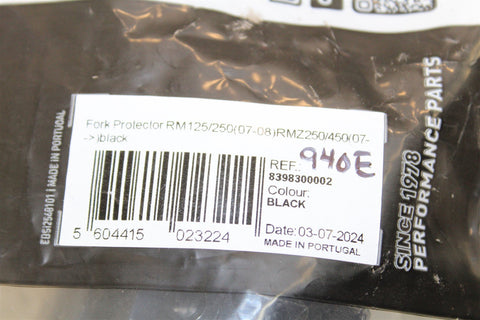 Fork Protector RM125/250(07-08)RMZ250/450(07-
->)black
REF.:
940E
8398300002
Colour:
BLACK
5 604415 023224
Date:03-07-2024
MADE IN PORTUGAL
MADE IN PORTUGAL
SINCE 1978
PERFORMANCE PARTS